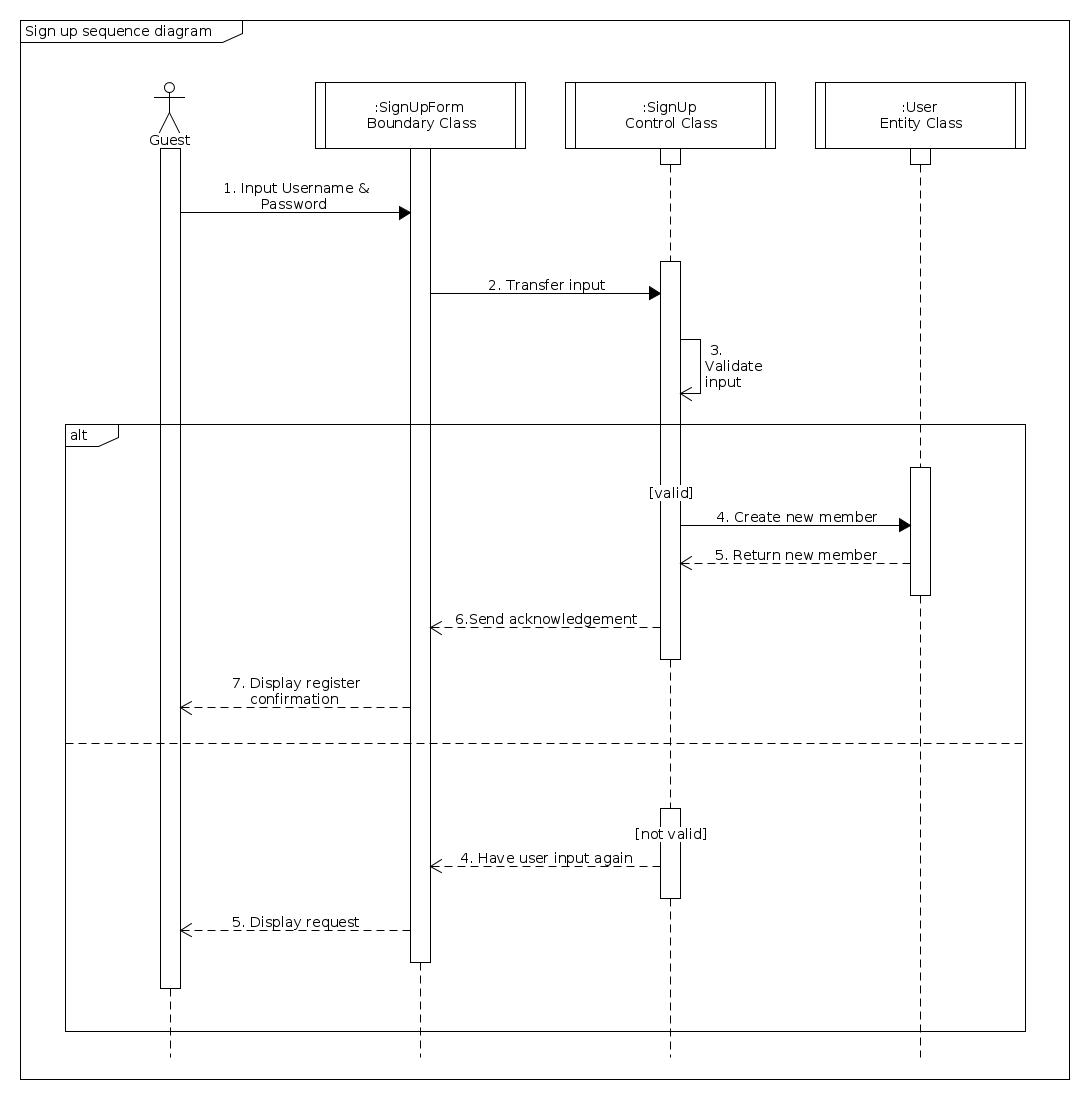 Sign up sequence diagram
Guest
:SignUpForm
Boundary Class
:SignUp
Control Class
:User
Entity Class
1. Input Username &
Password
2. Transfer input
3.
Validate
input
alt
[valid]
4. Create new member
5. Return new member
6.Send acknowledgement
7. Display register
confirmation
[not valid]
4. Have user input again
5. Display request